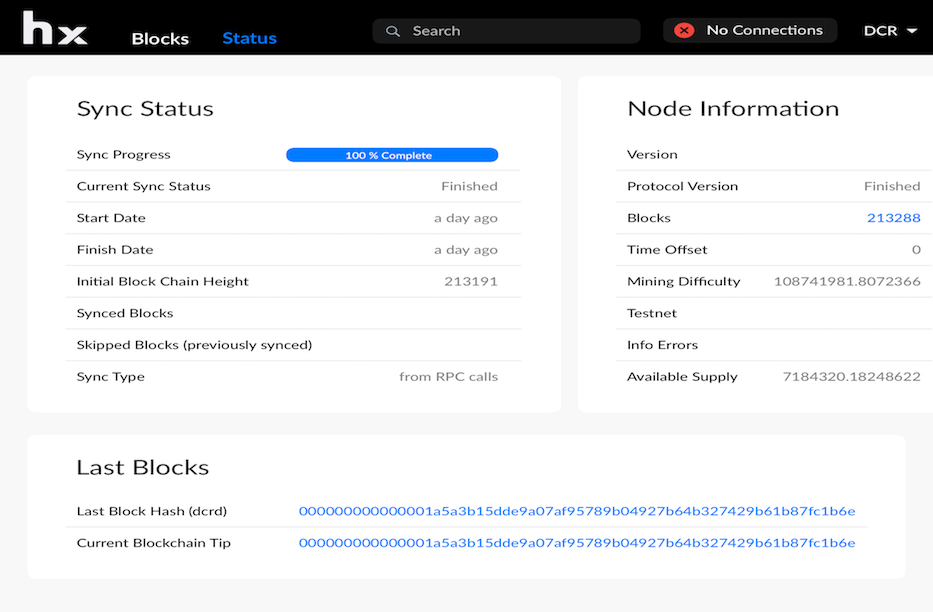 hx
Blocks Status Search No Connections DCR
Sync Status
Sync Progress 100 % Complete
Current Sync Status Finished
Start Date a day ago
Finish Date a day ago
Initial Block Chain Height 213191
Synced Blocks
Skipped Blocks (previously synced)
Sync Type from RPC calls
Node Information
Version
Protocol Version Finished
Blocks 213288
Time Offset 0
Mining Difficulty 108741981.8072366
Testnet
Info Errors
Available Supply 7184320.18248622
Last Blocks
Last Block Hash (dcrd) 000000000000001a5a3b15dde9a07af95789b04927b64b327429b61b87fc1b6e
Current Blockchain Tip 000000000000001a5a3b15dde9a07af95789b04927b64b327429b61b87fc1b6e